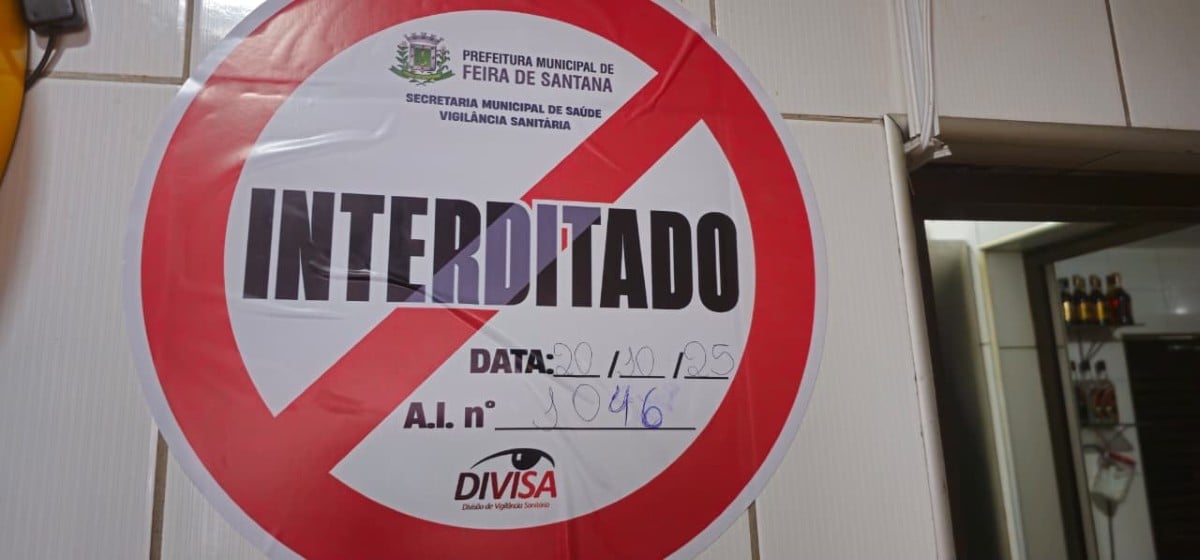 PREFEITURA MUNICIPAL DE
FEIRA DE SANTANA
SECRETARIA MUNICIPAL DE SAÚDE
VIGILÂNCIA SANITÁRIA
INTERDITADO
DATA: 20/10/25
A.I. nº 1046
DIVISA
Divisão de Vigilância Sanitária